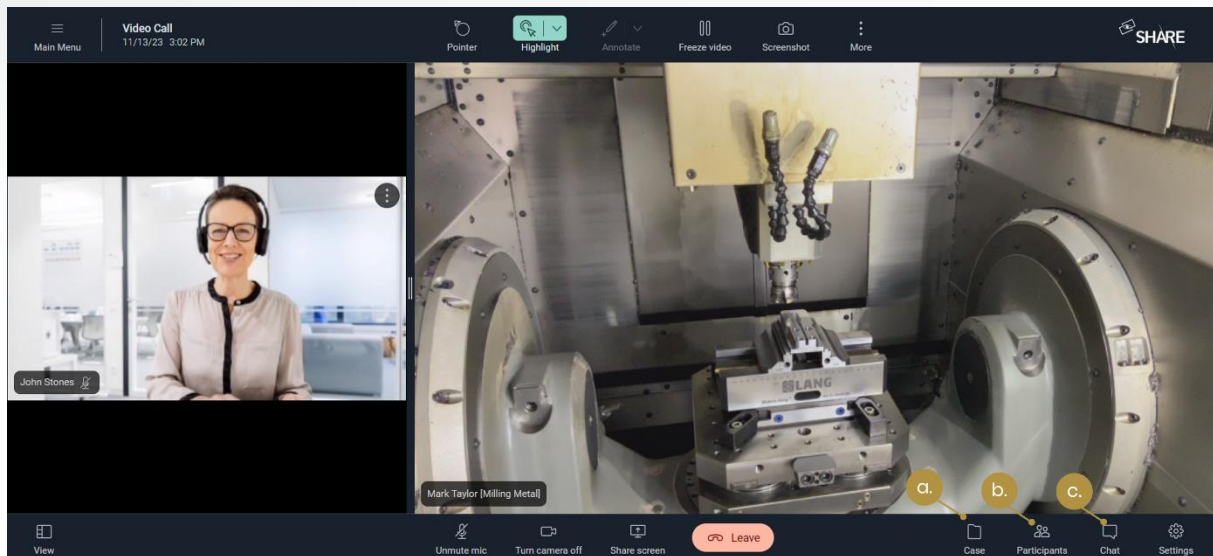 Main Menu
Video Call
11/13/23 3:02 PM
Pointer
Highlight
Annotate
Freeze video
Screenshot
More
SHARE
John Stones
LANG
Mark Taylor [Milling Metal]
a.
b.
c.
View
Unmute mic
Turn camera off
Share screen
Leave
Case
Participants
Chat
Settings